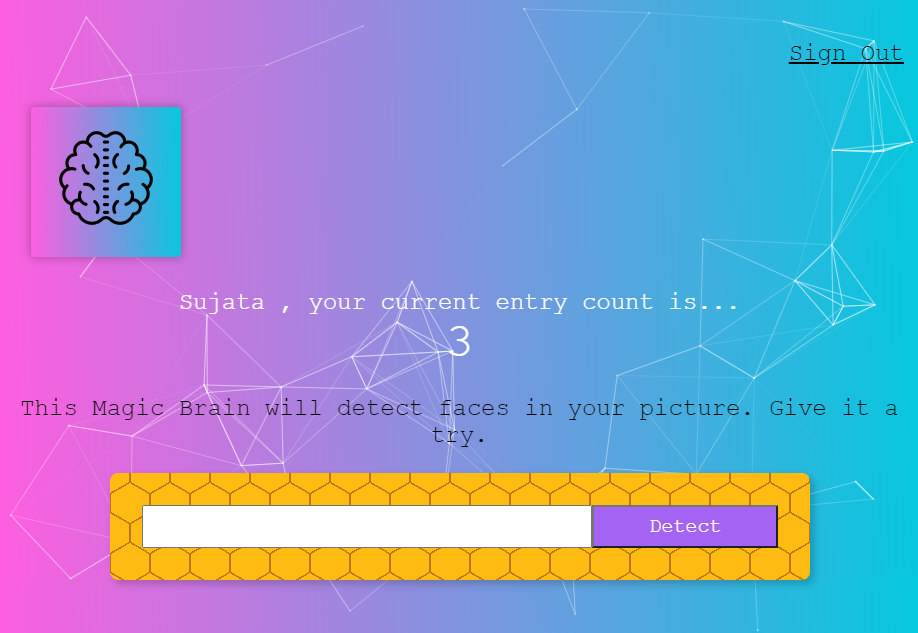 Sign Out
Sujata , your current entry count is...
3
This Magic Brain will detect faces in your picture. Give it a
try.
Detect